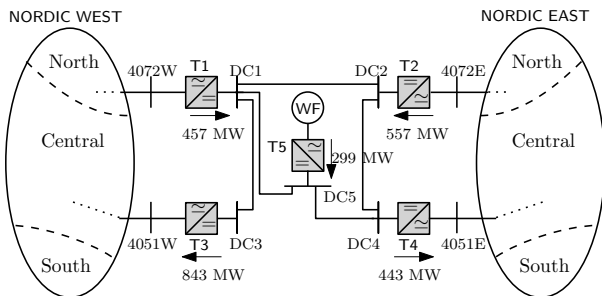 NORDIC WEST
NORDIC EAST
North
4072W
T1
DC1
DC2
T2
4072E
North
WF
457 MW
557 MW
Central
T5
299 MW
Central
DC5
4051W
T3
DC3
DC4
T4
4051E
South
843 MW
443 MW
South